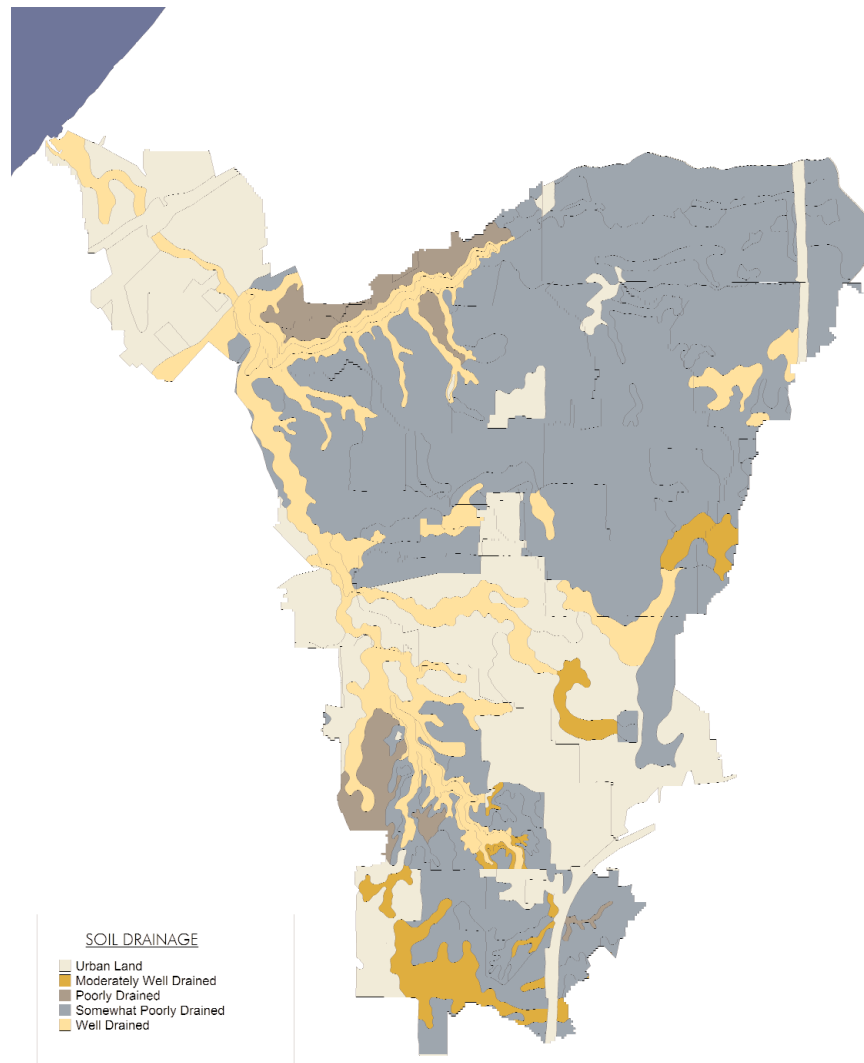 SOIL DRAINAGE
Urban Land
Moderately Well Drained
Poorly Drained
Somewhat Poorly Drained
Well Drained